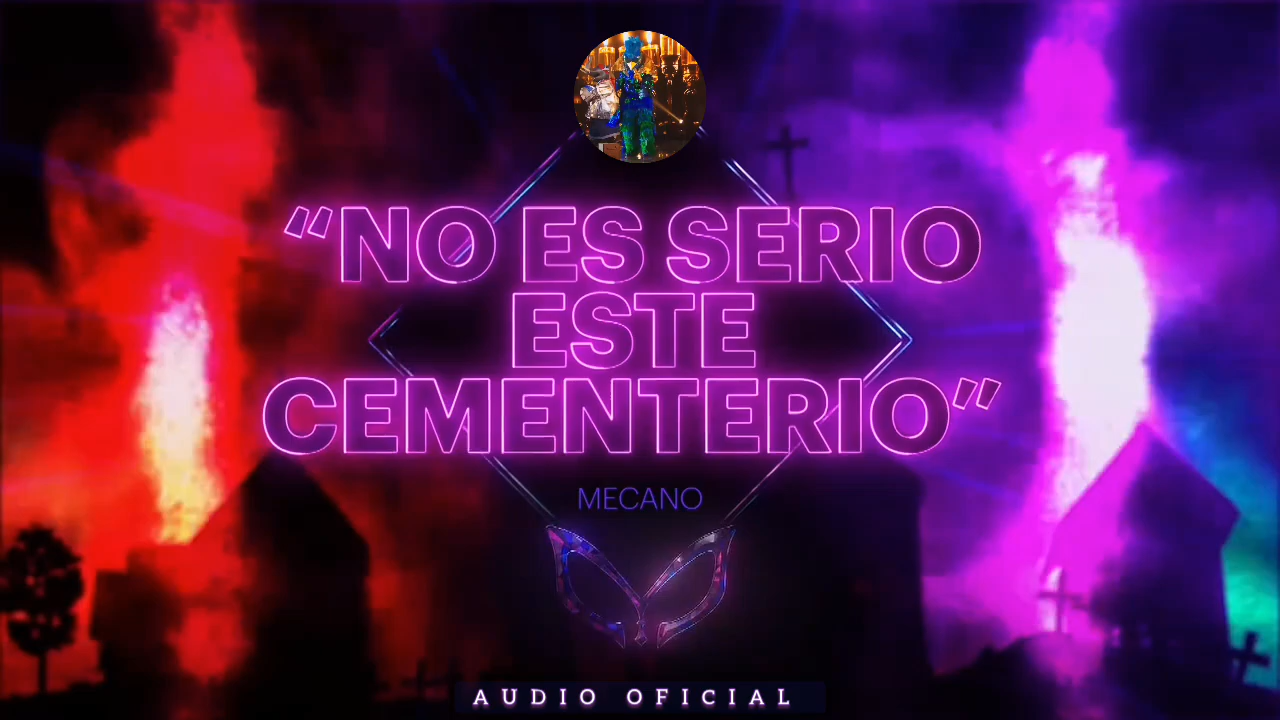 “NO ES SERIO
ESTE
CEMENTERIO”
MECANO
AUDIO OFICIAL